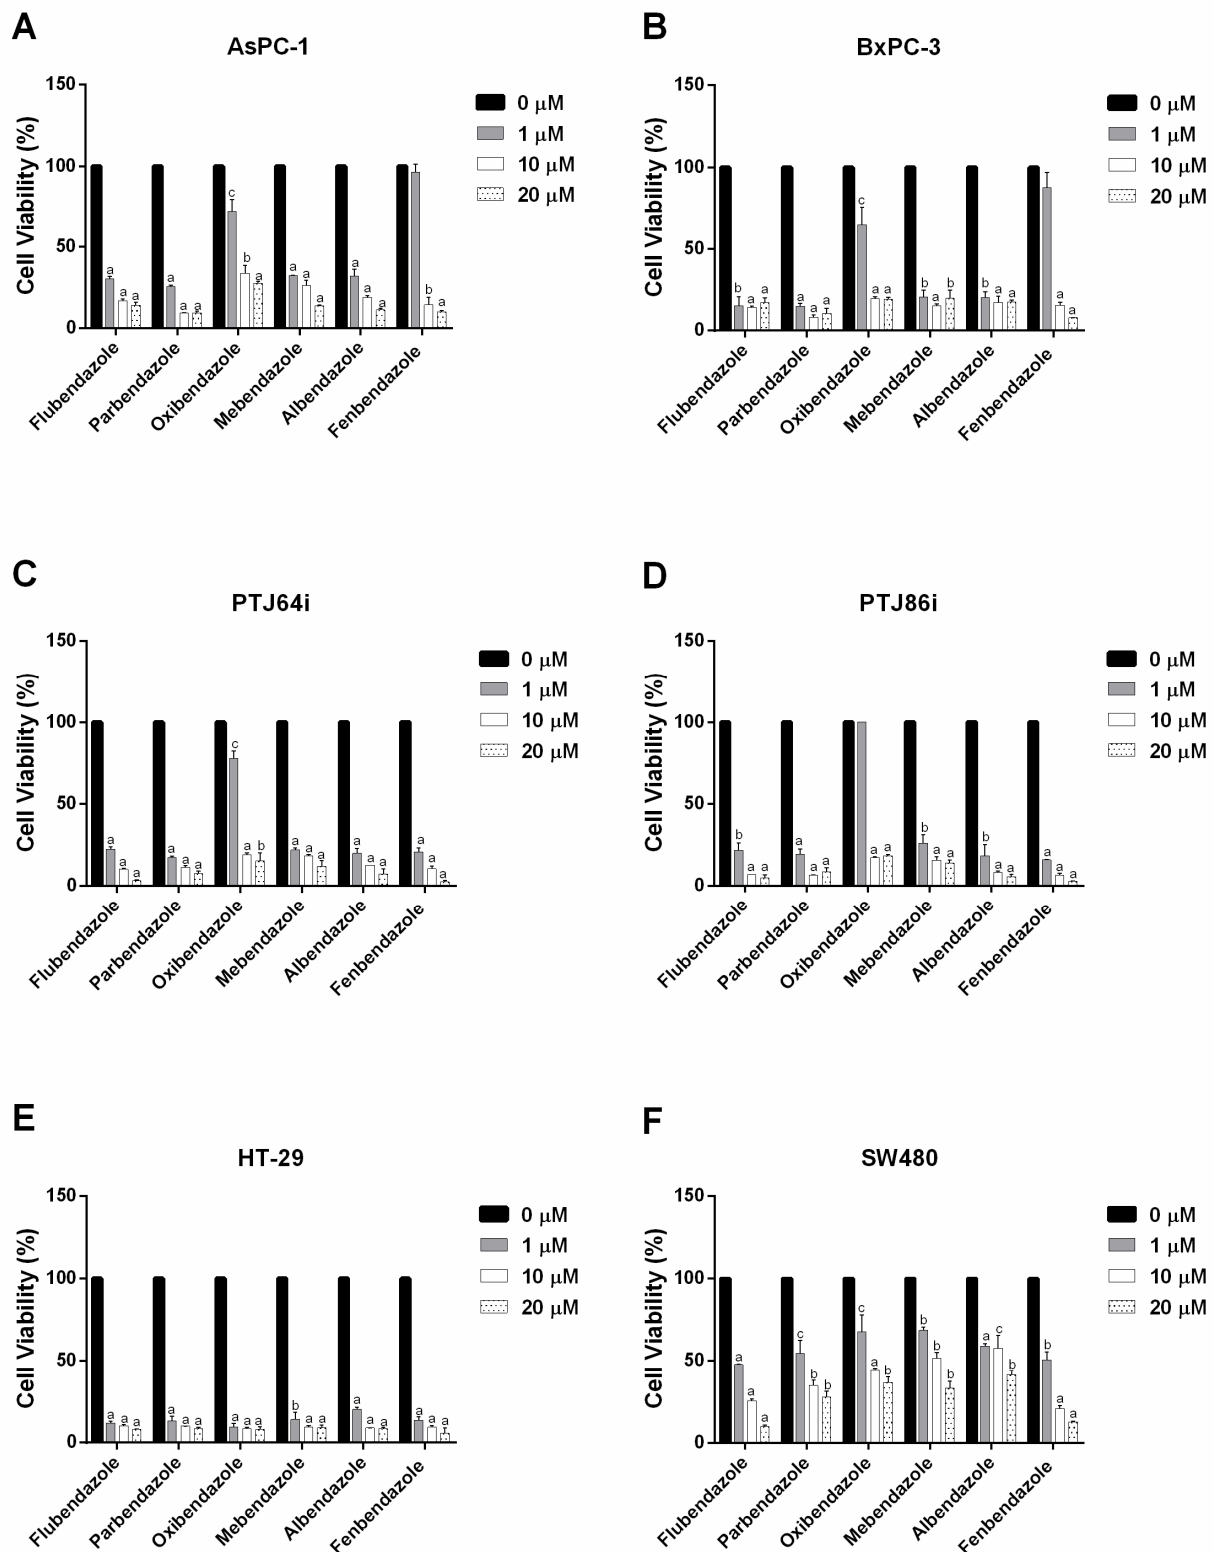 A
AsPC-1
Cell Viability (%)
150
100
50
0
0 μM
1 μM
10 μM
20 μM
a a a a a a c b a a a a a a a b a
Flubendazole
Parbendazole
Oxibendazole
Mebendazole
Albendazole
Fenbendazole
B
BxPC-3
Cell Viability (%)
150
100
50
0
0 μM
1 μM
10 μM
20 μM
b a a a a a c a a b a b b a a a a
Flubendazole
Parbendazole
Oxibendazole
Mebendazole
Albendazole
Fenbendazole
C
PTJ64i
Cell Viability (%)
150
100
50
0
0 μM
1 μM
10 μM
20 μM
a a a a a a c a b a a a a a a a a a
Flubendazole
Parbendazole
Oxibendazole
Mebendazole
Albendazole
Fenbendazole
D
PTJ86i
Cell Viability (%)
150
100
50
0
0 μM
1 μM
10 μM
20 μM
b a a a a a a a b a a b a a a a a
Flubendazole
Parbendazole
Oxibendazole
Mebendazole
Albendazole
Fenbendazole
E
HT-29
Cell Viability (%)
150
100
50
0
0 μM
1 μM
10 μM
20 μM
a a a a a a a a a b a a a a a a a a
Flubendazole
Parbendazole
Oxibendazole
Mebendazole
Albendazole
Fenbendazole
F
SW480
Cell Viability (%)
150
100
50
0
0 μM
1 μM
10 μM
20 μM
a a a c b b c a b b b b a c b b a a
Flubendazole
Parbendazole
Oxibendazole
Mebendazole
Albendazole
Fenbendazole